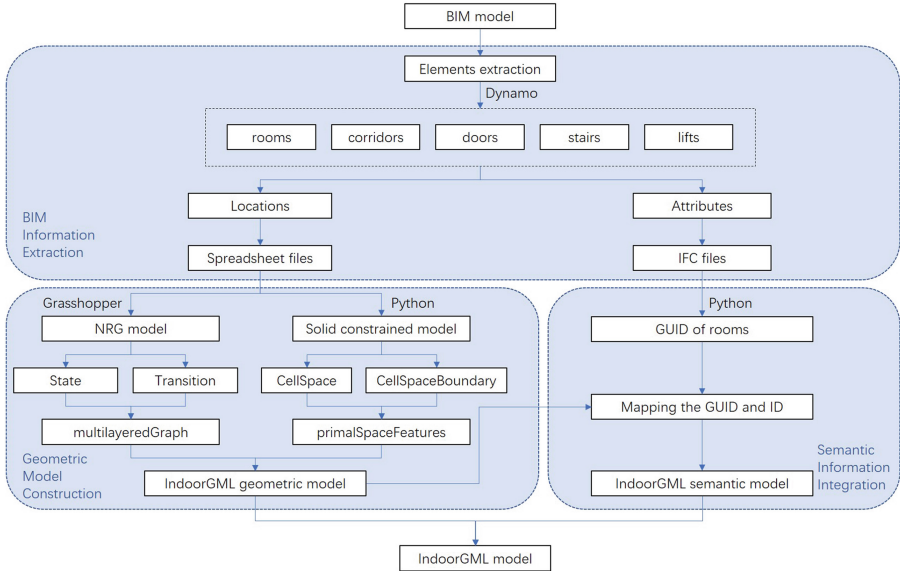 BIM model
Elements extraction
Dynamo
rooms
corridors
doors
stairs
lifts
Locations
Attributes
BIM
Information
Extraction
Spreadsheet files
IFC files
Grasshopper
Python
Python
NRG model
Solid constrained model
GUID of rooms
State
Transition
CellSpace
CellSpaceBoundary
Mapping the GUID and ID
multilayeredGraph
primalSpaceFeatures
Geometric
Model
Construction
IndoorGML geometric model
IndoorGML semantic model
Semantic
Information
Integration
IndoorGML model